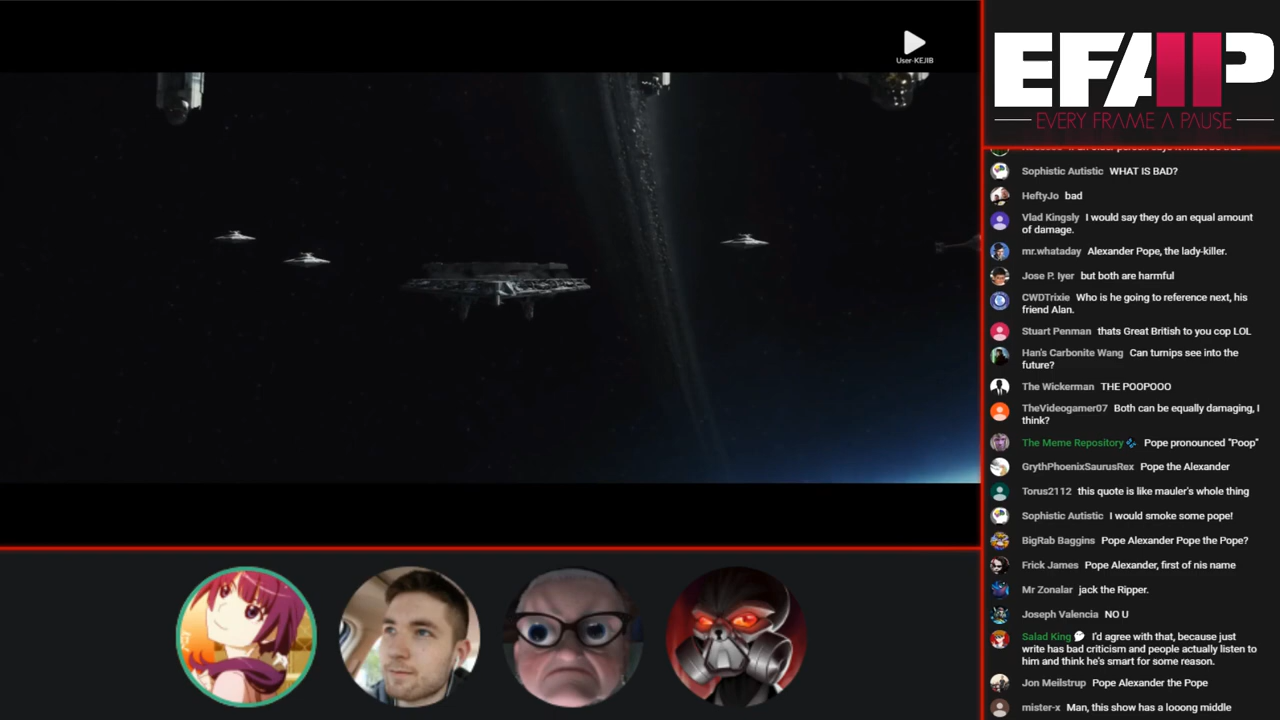 User-KEJIB
EFAP
EVERY FRAME A PAUSE
Sophistic Autistic WHAT IS BAD?
HeftyJo bad
Vlad Kingsly I would say they do an equal amount
of damage.
mr.whataday Alexander Pope, the lady-killer.
Jose P. Iyer but both are harmful
CWDTrixie Who is he going to reference next, his
friend Alan.
Stuart Penman thats Great British to you cop LOL
Han's Carbonite Wang Can turnips see into the
future?
The Wickerman THE POOPOOO
TheVideogamer07 Both can be equally damaging, I
think?
The Meme Repository Pope pronounced "Poop"
GrythPhoenixSaurusRex Pope the Alexander
Torus2112 this quote is like mauler's whole thing
Sophistic Autistic I would smoke some pope!
BigRab Baggins Pope Alexander Pope the Pope?
Frick James Pope Alexander, first of nis name
Mr Zonalar jack the Ripper.
Joseph Valencia NO U
Salad King I'd agree with that, because just
write has bad criticism and people actually listen to
him and think he's smart for some reason.
Jon Meilstrup Pope Alexander the Pope
mister-x Man, this show has a looong middle